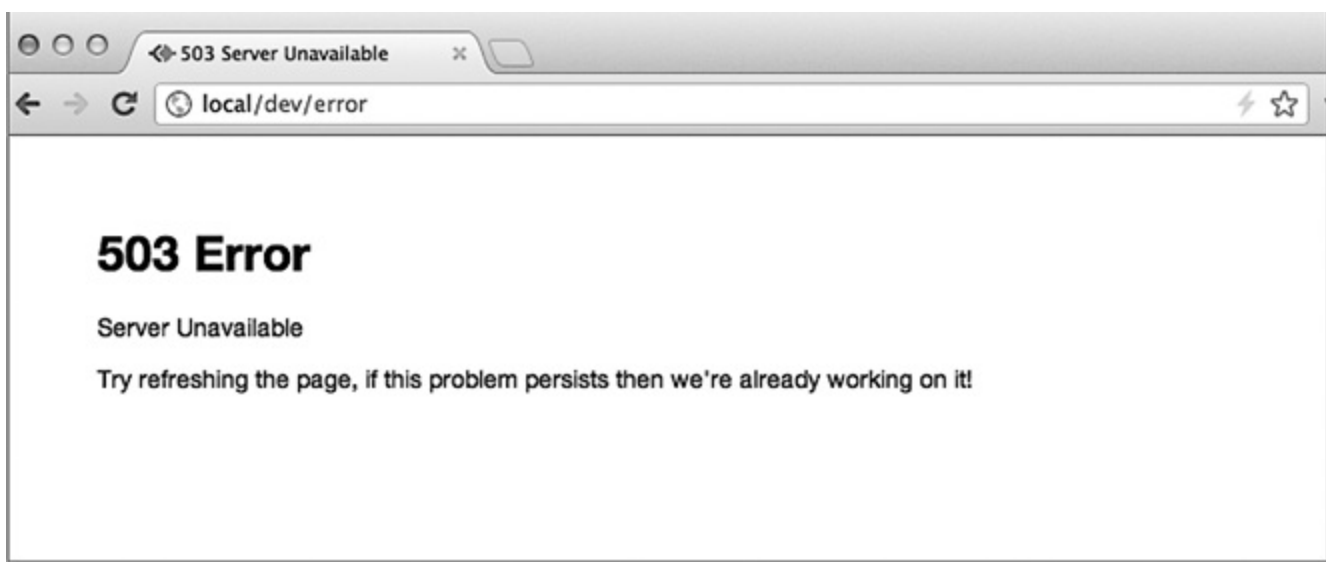 503 Server Unavailable
local/dev/error
503 Error
Server Unavailable
Try refreshing the page, if this problem persists then we're already working on it!